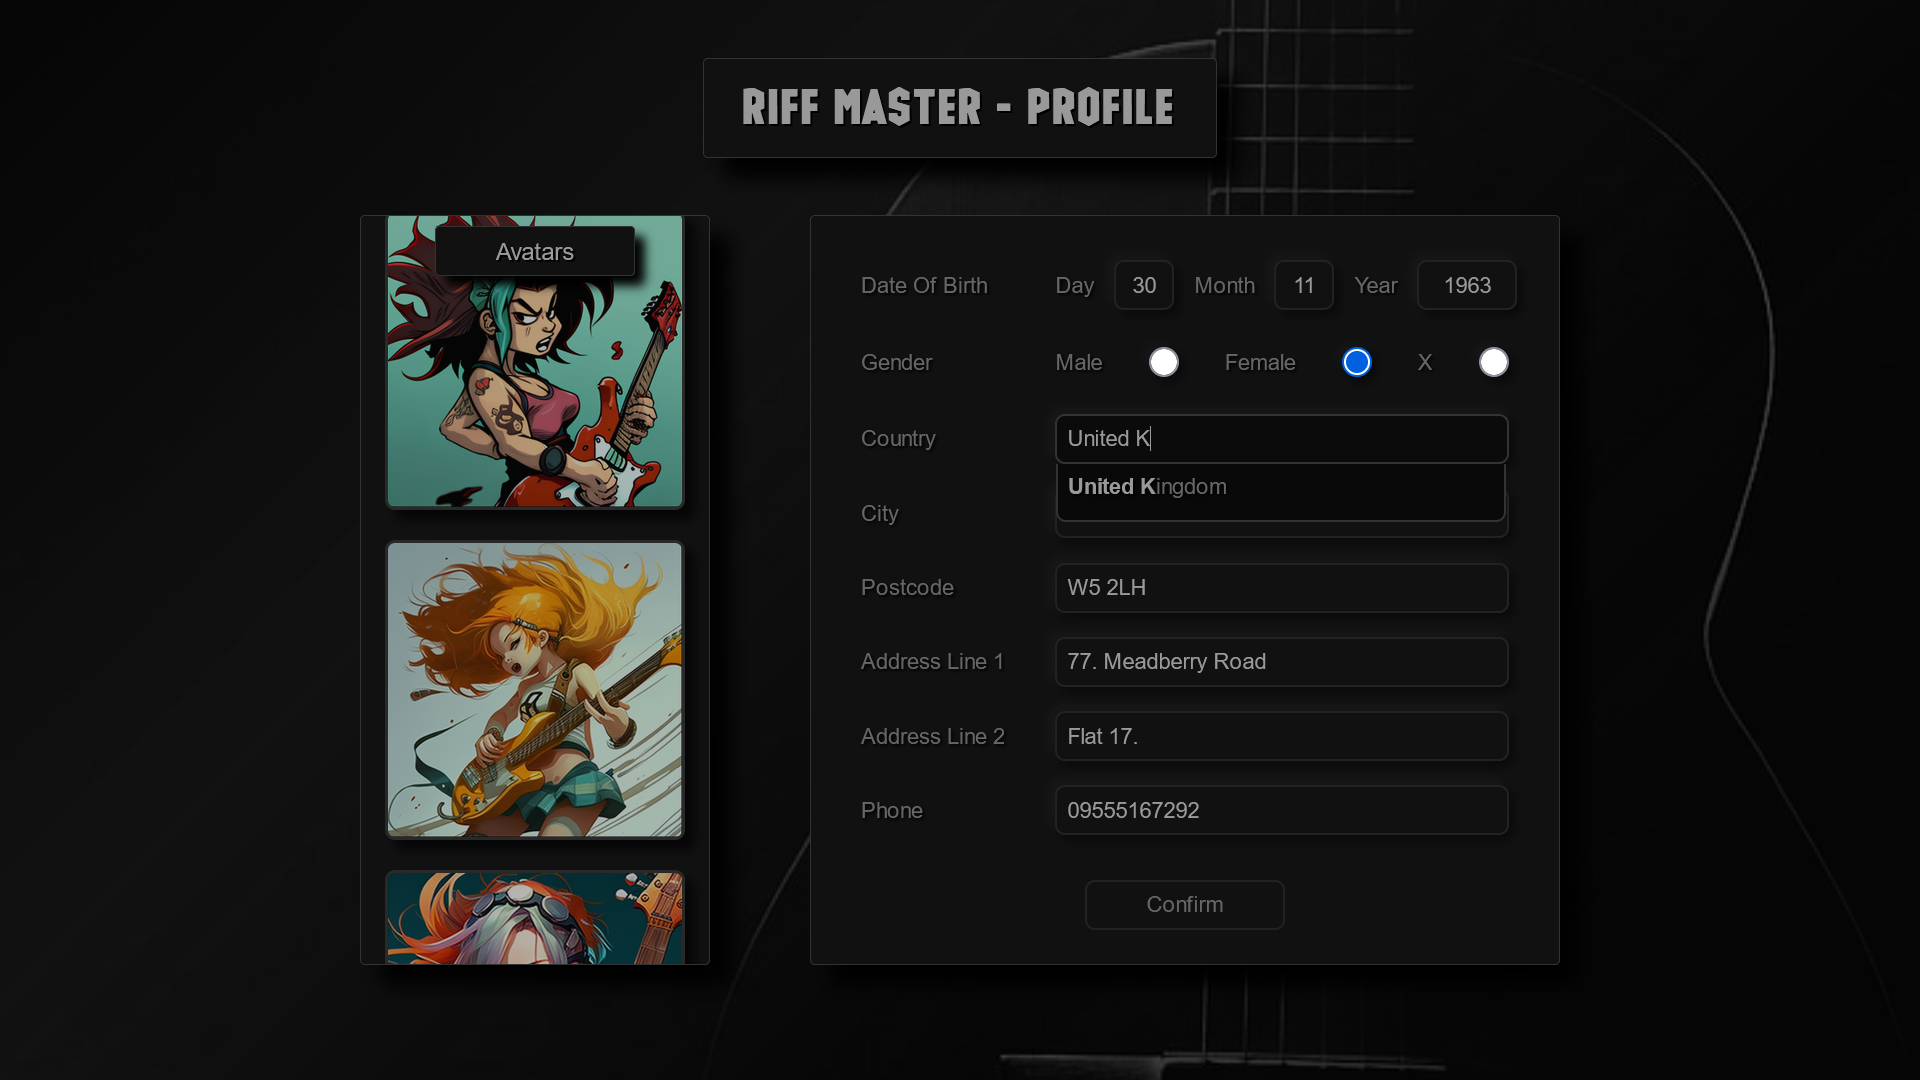 RIFF MASTER - PROFILE
Avatars
Date Of Birth Day 30 Month 11 Year 1963
Gender Male Female X
Country United K
United Kingdom
City
Postcode W5 2LH
Address Line 1 77. Meadberry Road
Address Line 2 Flat 17.
Phone 09555167292
Confirm